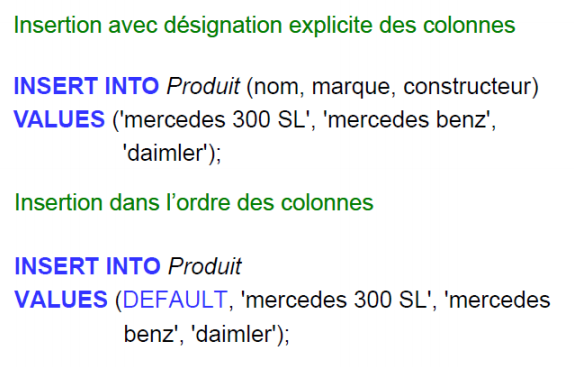 Insertion avec désignation explicite des colonnes
INSERT INTO Produit (nom, marque, constructeur)
VALUES ('mercedes 300 SL', 'mercedes benz',
'daimler');
Insertion dans l’ordre des colonnes
INSERT INTO Produit
VALUES (DEFAULT, 'mercedes 300 SL', 'mercedes
benz', 'daimler');